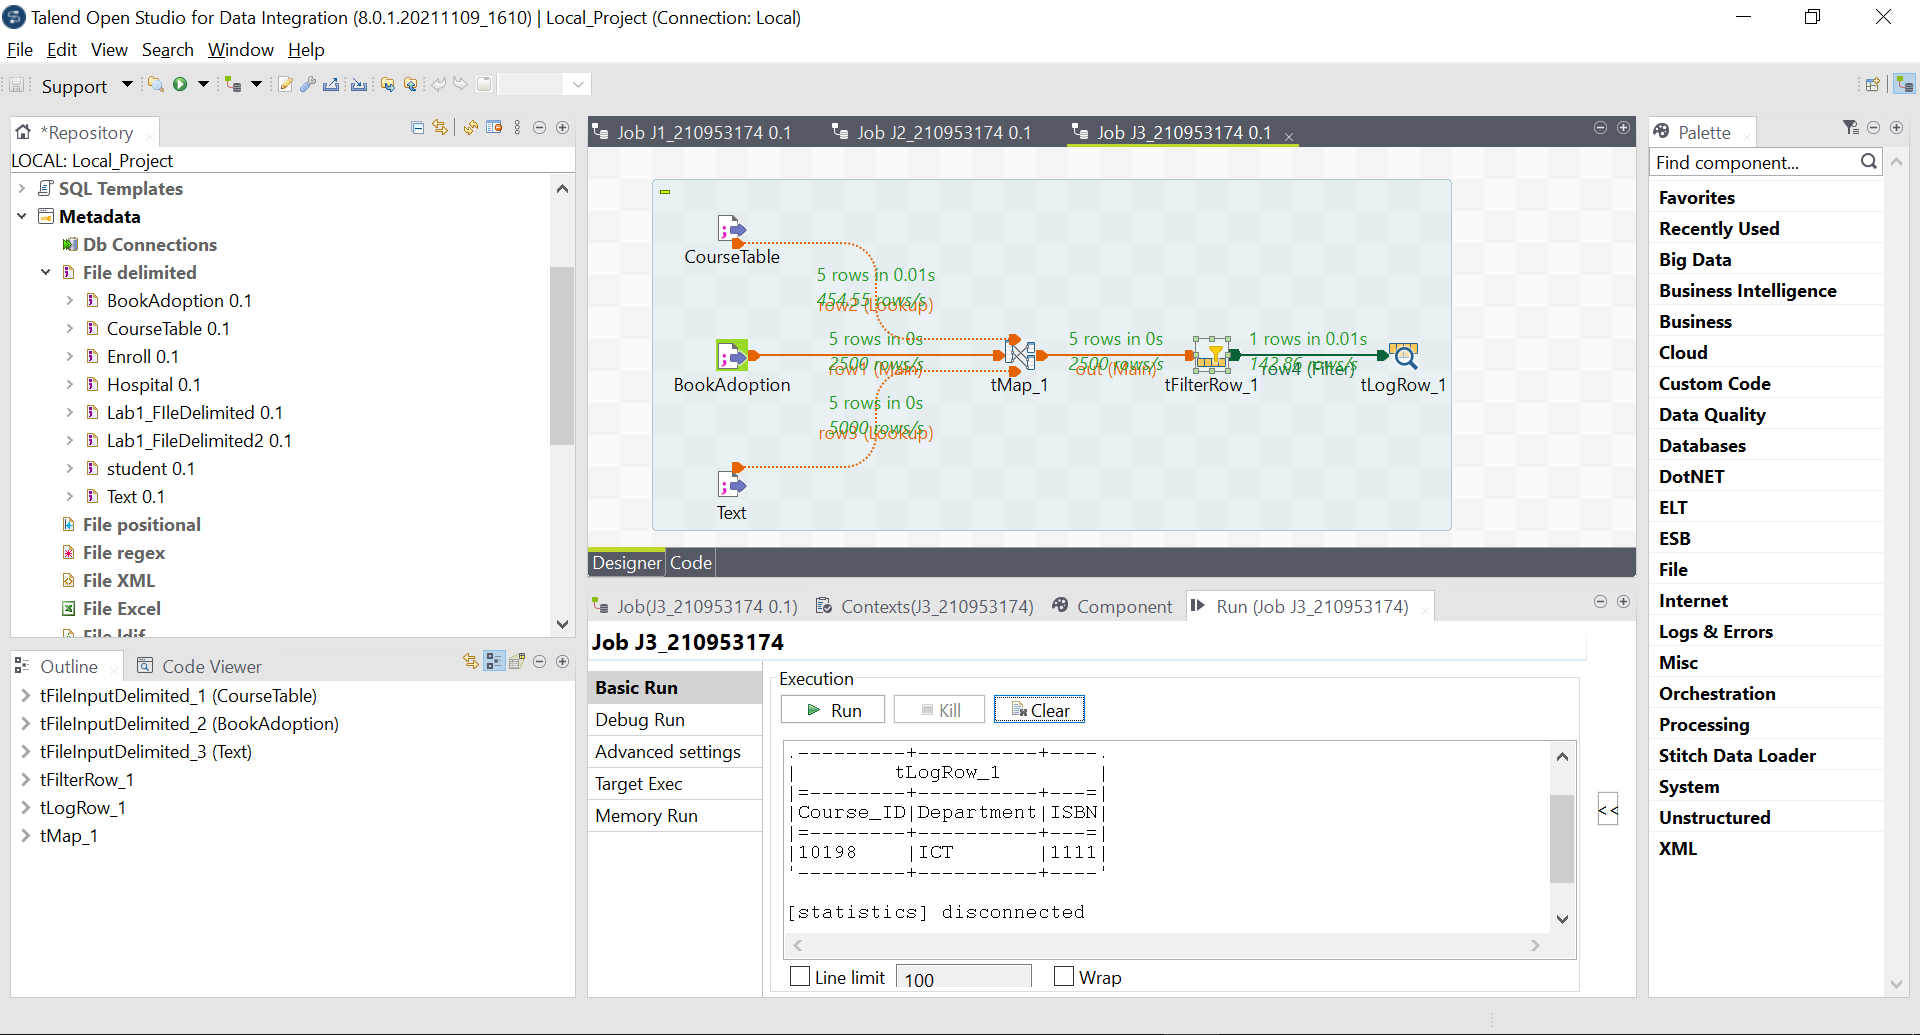 Talend Open Studio for Data Integration (8.0.1.20211109_1610) | Local_Project (Connection: Local)
File Edit View Search Window Help
Support
*Repository
LOCAL: Local_Project
SQL Templates
Metadata
Db Connections
File delimited
BookAdoption 0.1
CourseTable 0.1
Enroll 0.1
Hospital 0.1
Lab1_FIleDelimited 0.1
Lab1_FileDelimited2 0.1
student 0.1
Text 0.1
File positional
File regex
File XML
File Excel
File ldif
Outline
Code Viewer
tFileInputDelimited_1 (CourseTable)
tFileInputDelimited_2 (BookAdoption)
tFileInputDelimited_3 (Text)
tFilterRow_1
tLogRow_1
tMap_1
Job J1_210953174 0.1
Job J2_210953174 0.1
Job J3_210953174 0.1
CourseTable
5 rows in 0.01s
454.55 rows/s
row2 (Lookup)
5 rows in 0s
2500 rows/s
row1 (Main)
5 rows in 0s
2500 rows/s
out (Main)
1 rows in 0.01s
142.86 rows/s
row4 (Filter)
BookAdoption
tMap_1
tFilterRow_1
tLogRow_1
5 rows in 0s
5000 rows/s
row3 (Lookup)
Text
Designer Code
Job(J3_210953174 0.1)
Contexts(J3_210953174)
Component
Run (Job J3_210953174)
Job J3_210953174
Basic Run
Debug Run
Advanced settings
Target Exec
Memory Run
Execution
Run
Kill
Clear
.---------+----------+----.
| tLogRow_1 |
|=--------+----------+---=|
|Course_ID|Department|ISBN|
|=--------+----------+---=|
|10198 |ICT |1111|
'---------+----------+----'
[statistics] disconnected
<<
Line limit 100
Wrap
Palette
Find component...
Favorites
Recently Used
Big Data
Business Intelligence
Business
Cloud
Custom Code
Data Quality
Databases
DotNET
ELT
ESB
File
Internet
Logs & Errors
Misc
Orchestration
Processing
Stitch Data Loader
System
Unstructured
XML